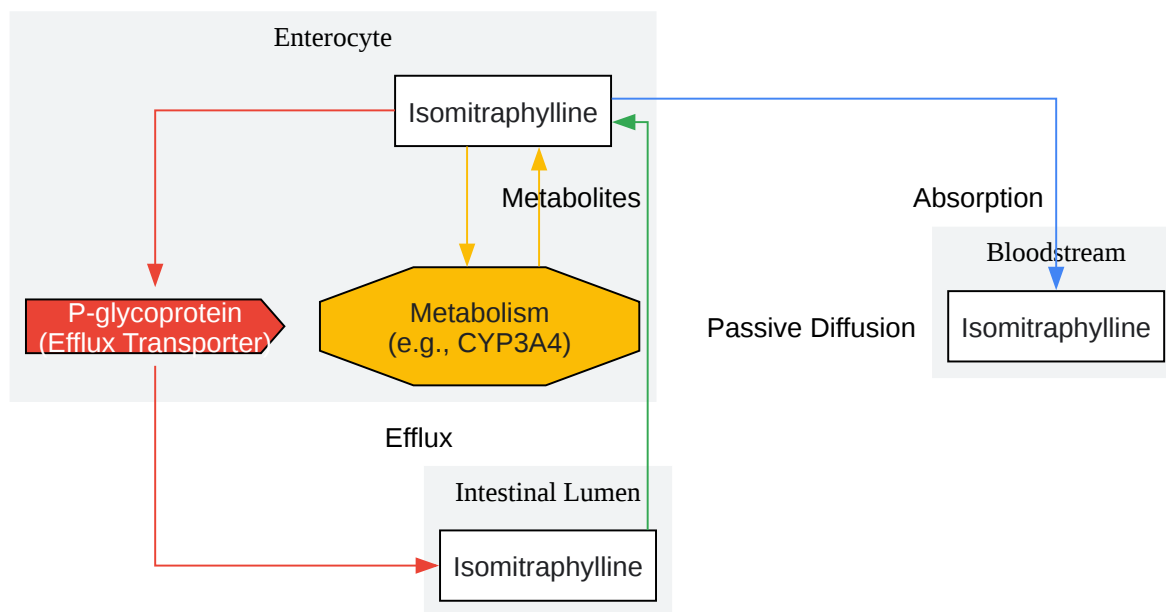 Enterocyte
Isomitraphylline
Metabolites
Absorption
Bloodstream
P-glycoprotein
(Efflux Transporter)
Metabolism
(e.g., CYP3A4)
Passive Diffusion
Isomitraphylline
Efflux
Intestinal Lumen
Isomitraphylline